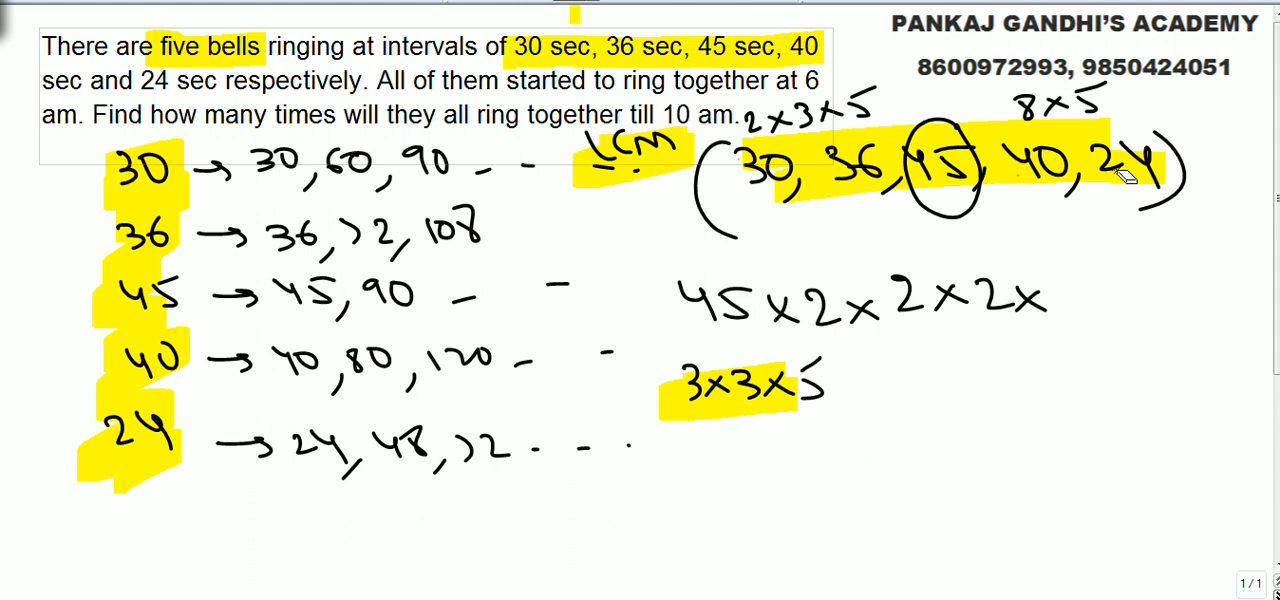 PANKAJ GANDHI'S ACADEMY
8600972993, 9850424051
There are five bells ringing at intervals of 30 sec, 36 sec, 45 sec, 40
sec and 24 sec respectively. All of them started to ring together at 6
am. Find how many times will they all ring together till 10 am.
2×3×5 8×5
LCM (30, 36, 45, 40, 24)
30 → 30, 60, 90 - -
36 → 36, 72, 108
45 → 45, 90 - -
45×2×2×2×
40 → 40, 80, 120 - -
3×3×5
24 → 24, 48, 72 - - .
1/1